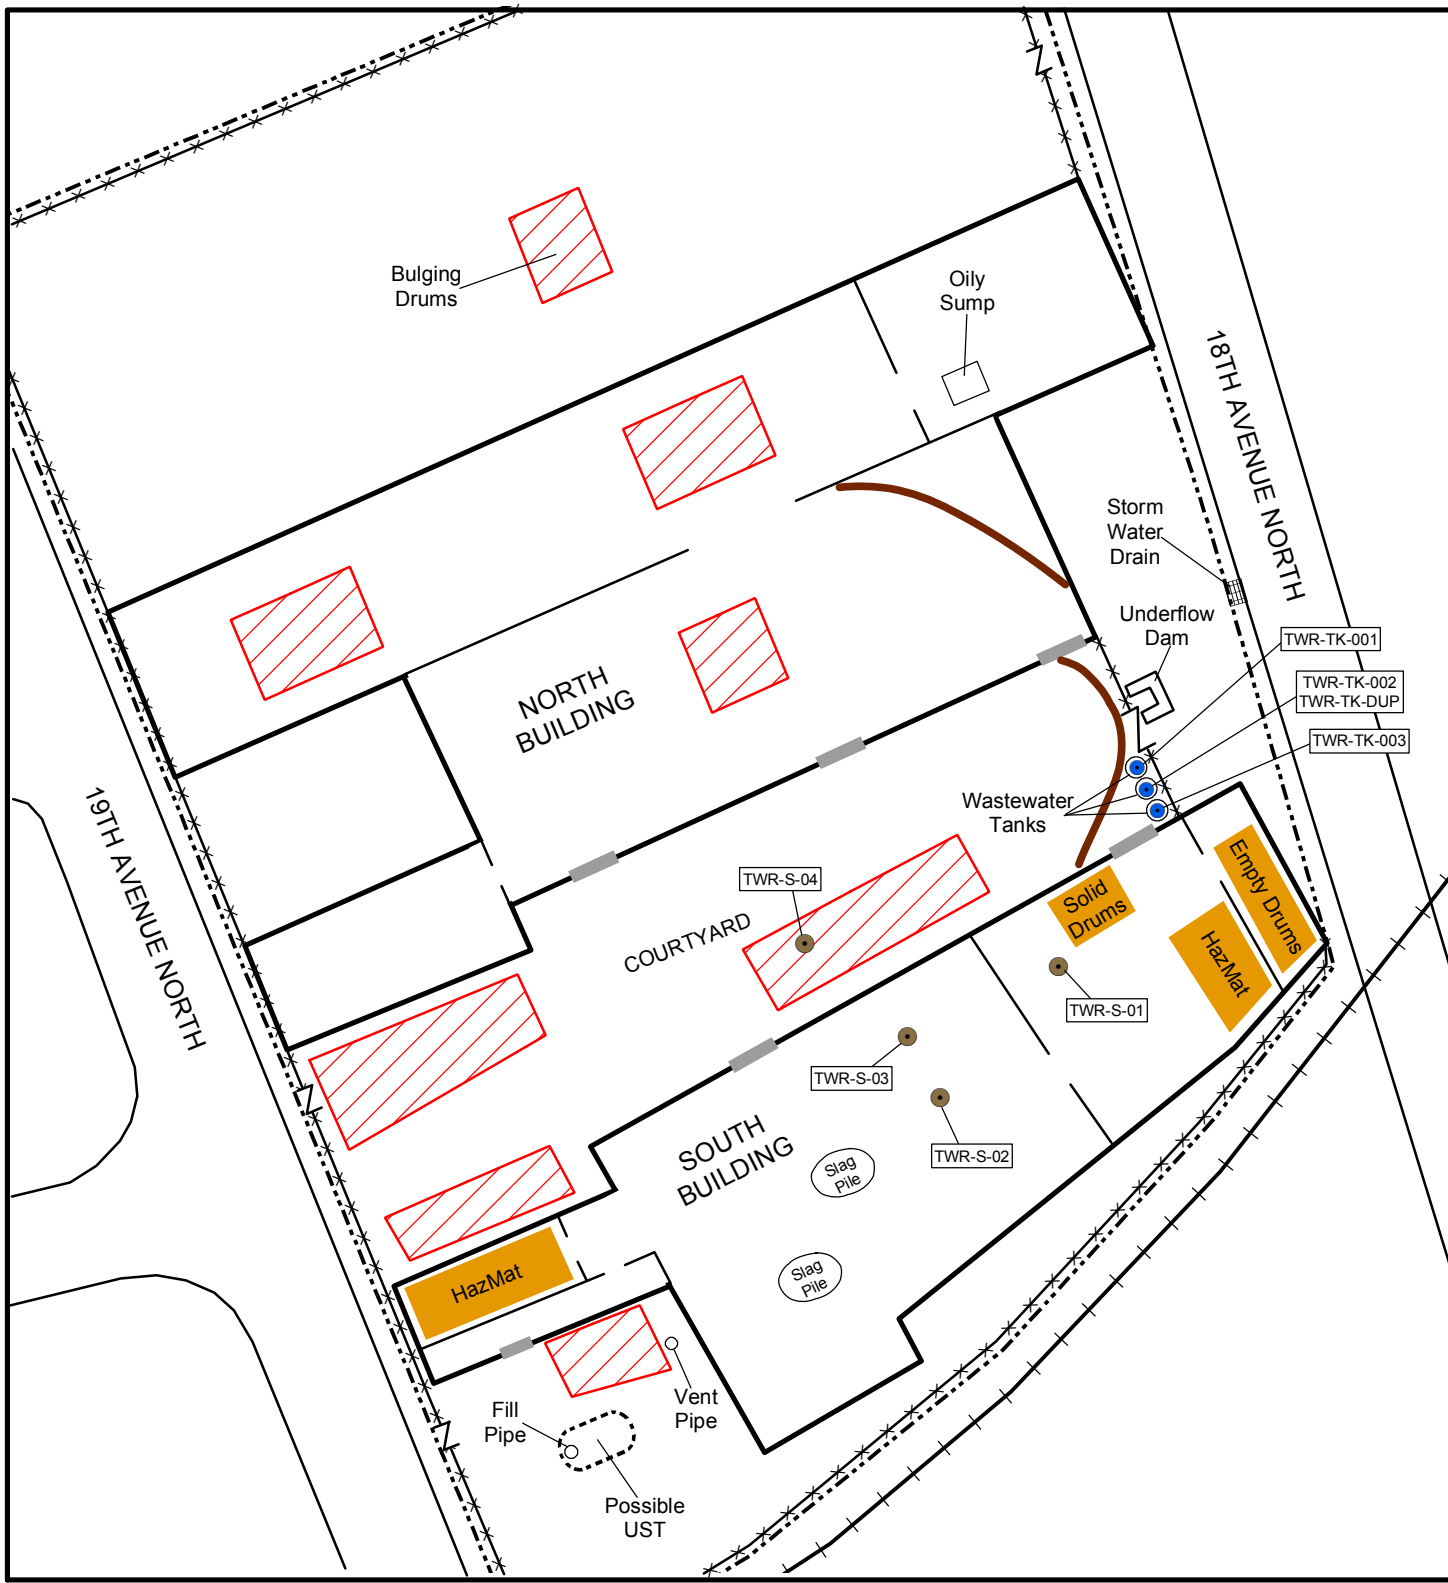 Bulging
Drums
Oily
Sump
18TH AVENUE NORTH
Storm
Water
Drain
Underflow
Dam
TWR-TK-001
TWR-TK-002
TWR-TK-DUP
TWR-TK-003
NORTH
BUILDING
19TH AVENUE NORTH
Wastewater
Tanks
TWR-S-04
COURTYARD
Solid
Drums
Empty Drums
HazMat
TWR-S-01
TWR-S-03
TWR-S-02
SOUTH
BUILDING
Slag
Pile
Slag
Pile
HazMat
Vent
Pipe
Fill
Pipe
Possible
UST